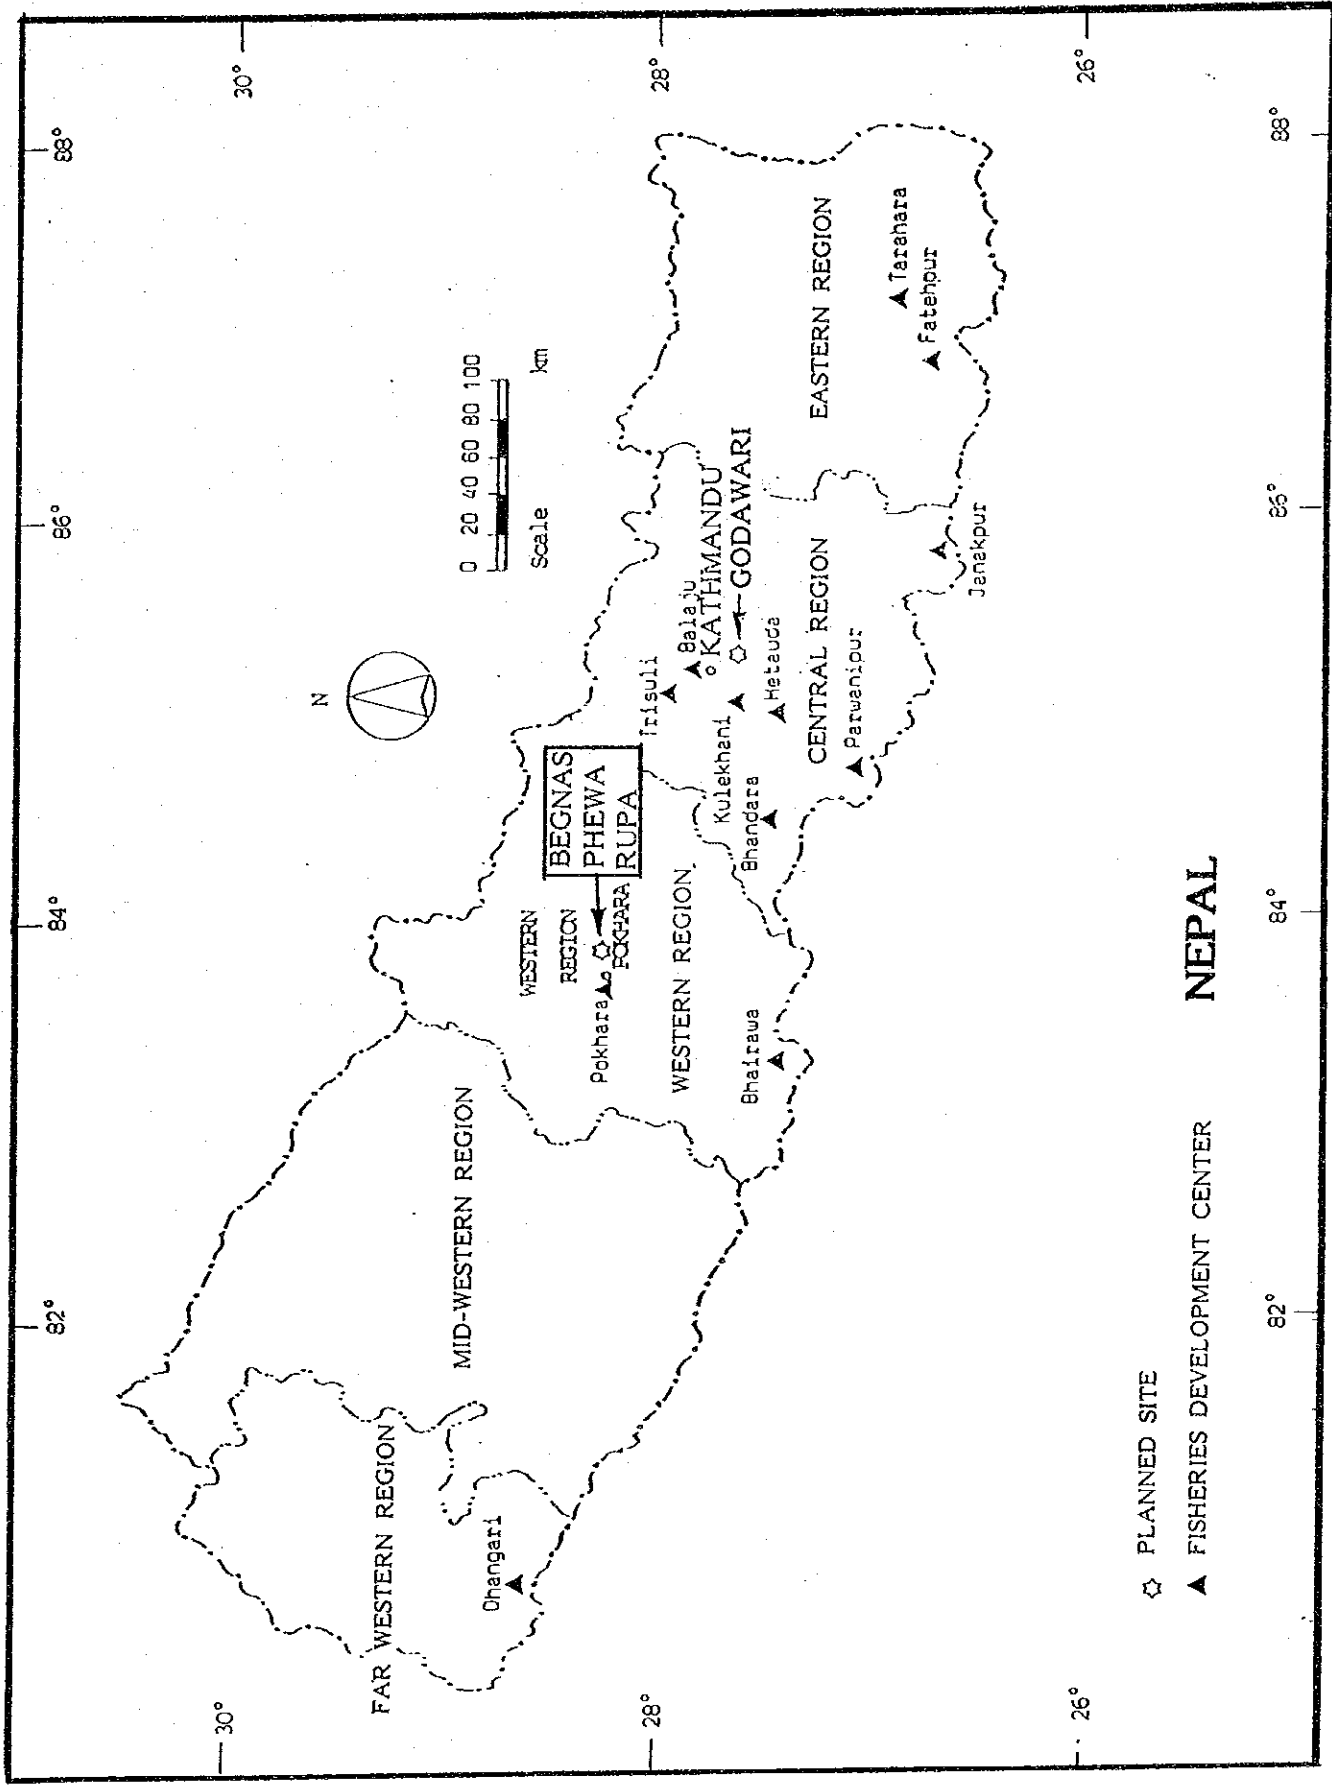 82°
84°
86°
88°
30°
30°
N
0 20 40 60 80 100
Scale km
FAR WESTERN REGION
MID-WESTERN REGION
WESTERN
REGION
BEGNAS
PHEWA
RUPA
Pokhara
POKHARA
Dhangari
28°
28°
Trisuli
Balaju
KATHMANDU
GODAWARI
WESTERN REGION
Kulekhani
Hetauda
Bhandara
Bhairawa
CENTRAL REGION
EASTERN REGION
Parwanipur
Tarahara
Fatehpur
Janakpur
26°
26°
PLANNED SITE
FISHERIES DEVELOPMENT CENTER
NEPAL
82°
84°
86°
88°